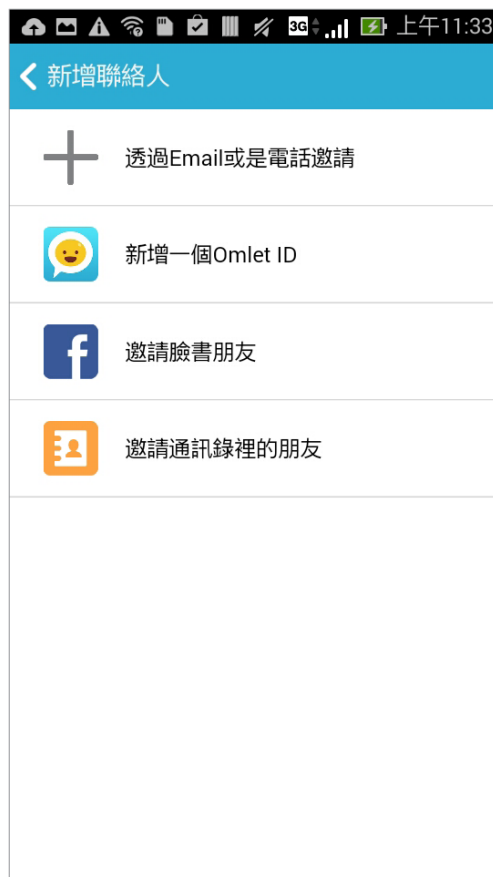 3G 上午11:33
新增聯絡人
透過Email或是電話邀請
新增一個Omlet ID
邀請臉書朋友
邀請通訊錄裡的朋友